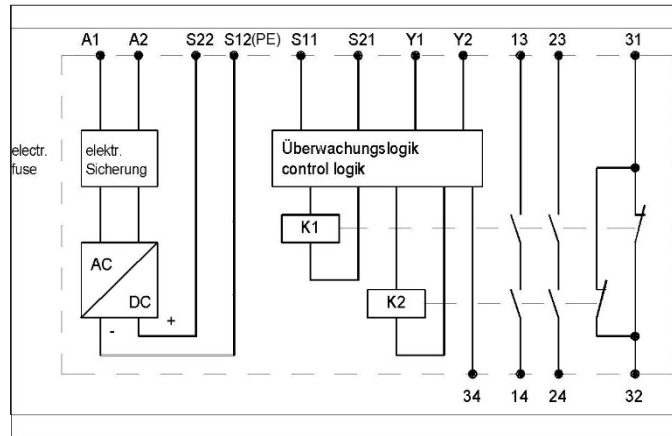 A1 A2 S22 S12(PE) S11 S21 Y1 Y2 13 23 31
electr.
fuse
elektr.
Sicherung
Überwachungslogik
control logik
K1
AC
DC
K2
- +
34 14 24 32